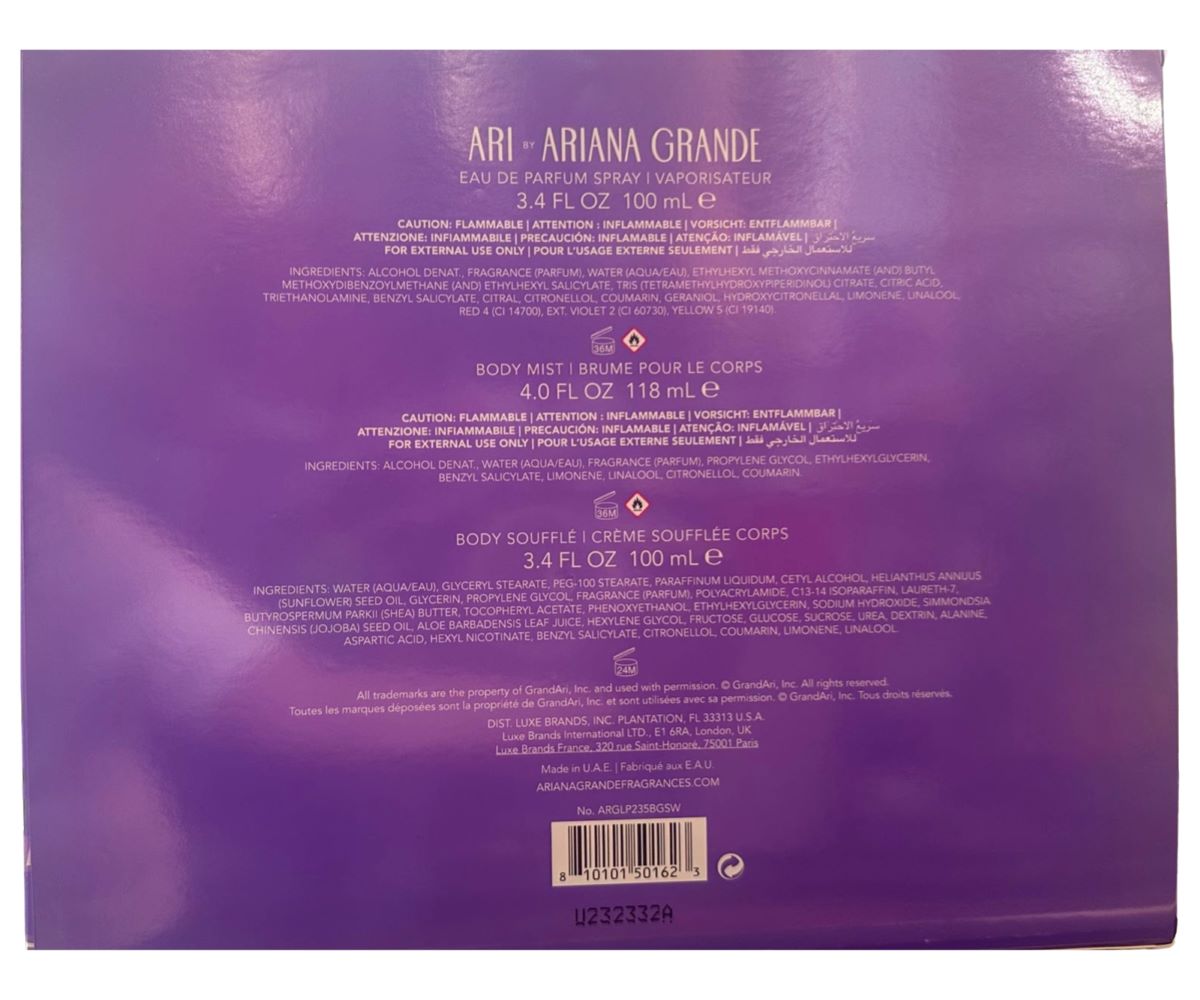 ARI BY ARIANA GRANDE
EAU DE PARFUM SPRAY | VAPORISATEUR
3.4 FL OZ 100 mL ℮
CAUTION: FLAMMABLE | ATTENTION : INFLAMMABLE | VORSICHT: ENTFLAMMBAR |
ATTENZIONE: INFIAMMABILE | PRECAUCIÓN: INFLAMABLE | ATENÇÃO: INFLAMÁVEL | سريعُ الاحتراق
FOR EXTERNAL USE ONLY | POUR L'USAGE EXTERNE SEULEMENT | للاستعمال الخارجي فقط
INGREDIENTS: ALCOHOL DENAT., FRAGRANCE (PARFUM), WATER (AQUA/EAU), ETHYLHEXYL METHOXYCINNAMATE (AND) BUTYL
METHOXYDIBENZOYLMETHANE (AND) ETHYLHEXYL SALICYLATE, TRIS (TETRAMETHYLHYDROXYPIPERIDINOL) CITRATE, CITRIC ACID,
TRIETHANOLAMINE, BENZYL SALICYLATE, CITRAL, CITRONELLOL, COUMARIN, GERANIOL, HYDROXYCITRONELLAL, LIMONENE, LINALOOL,
RED 4 (CI 14700), EXT. VIOLET 2 (CI 60730), YELLOW 5 (CI 19140).
36M
BODY MIST | BRUME POUR LE CORPS
4.0 FL OZ 118 mL ℮
CAUTION: FLAMMABLE | ATTENTION : INFLAMMABLE | VORSICHT: ENTFLAMMBAR |
ATTENZIONE: INFIAMMABILE | PRECAUCIÓN: INFLAMABLE | ATENÇÃO: INFLAMÁVEL | سريعُ الاحتراق
FOR EXTERNAL USE ONLY | POUR L'USAGE EXTERNE SEULEMENT | للاستعمال الخارجي فقط
INGREDIENTS: ALCOHOL DENAT., WATER (AQUA/EAU), FRAGRANCE (PARFUM), PROPYLENE GLYCOL, ETHYLHEXYLGLYCERIN,
BENZYL SALICYLATE, LIMONENE, LINALOOL, CITRONELLOL, COUMARIN.
36M
BODY SOUFFLÉ | CRÈME SOUFFLÉE CORPS
3.4 FL OZ 100 mL ℮
INGREDIENTS: WATER (AQUA/EAU), GLYCERYL STEARATE, PEG-100 STEARATE, PARAFFINUM LIQUIDUM, CETYL ALCOHOL, HELIANTHUS ANNUUS
(SUNFLOWER) SEED OIL, GLYCERIN, PROPYLENE GLYCOL, FRAGRANCE (PARFUM), POLYACRYLAMIDE, C13-14 ISOPARAFFIN, LAURETH-7,
BUTYROSPERMUM PARKII (SHEA) BUTTER, TOCOPHERYL ACETATE, PHENOXYETHANOL, ETHYLHEXYLGLYCERIN, SODIUM HYDROXIDE, SIMMONDSIA
CHINENSIS (JOJOBA) SEED OIL, ALOE BARBADENSIS LEAF JUICE, HEXYLENE GLYCOL, FRUCTOSE, GLUCOSE, SUCROSE, UREA, DEXTRIN, ALANINE,
ASPARTIC ACID, HEXYL NICOTINATE, BENZYL SALICYLATE, CITRONELLOL, COUMARIN, LIMONENE, LINALOOL.
24M
All trademarks are the property of GrandAri, Inc. and used with permission. © GrandAri, Inc. All rights reserved.
Toutes les marques déposées sont la propriété de GrandAri, Inc. et sont utilisées avec sa permission. © GrandAri, Inc. Tous droits réservés.
DIST. LUXE BRANDS, INC. PLANTATION, FL 33313 U.S.A.
Luxe Brands International LTD., E1 6RA, London, UK
Luxe Brands France, 320 rue Saint-Honoré, 75001 Paris
Made in U.A.E. | Fabriqué aux E.A.U.
ARIANAGRANDEFRAGRANCES.COM
No. ARGLP235BGSW
8 10101 50162 3
U232332A